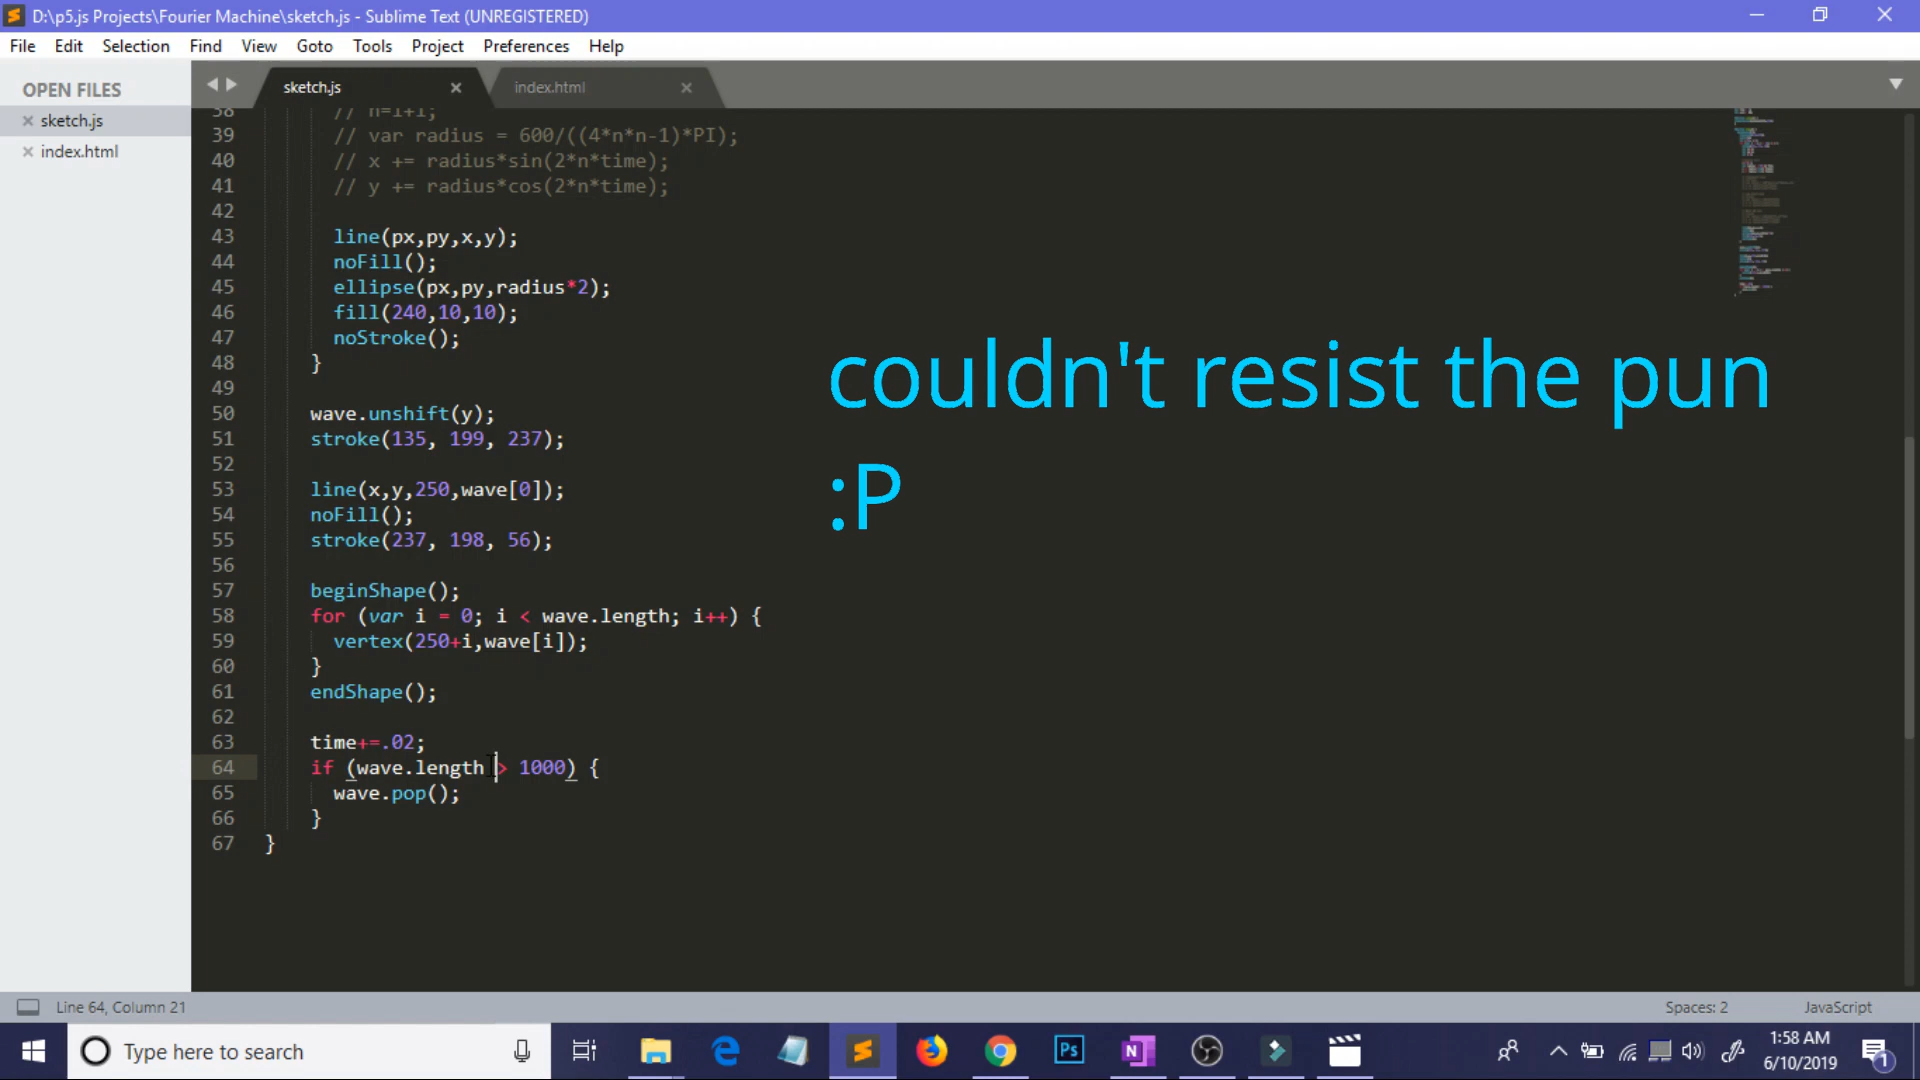 D:\p5.js Projects\Fourier Machine\sketch.js - Sublime Text (UNREGISTERED)
File Edit Selection Find View Goto Tools Project Preferences Help
OPEN FILES
sketch.js
index.html
sketch.js
index.html
38 // n=i+1;
39 // var radius = 600/((4*n*n-1)*PI);
40 // x += radius*sin(2*n*time);
41 // y += radius*cos(2*n*time);
42
43 line(px,py,x,y);
44 noFill();
45 ellipse(px,py,radius*2);
46 fill(240,10,10);
47 noStroke();
48 }
49
50 wave.unshift(y);
51 stroke(135, 199, 237);
52
53 line(x,y,250,wave[0]);
54 noFill();
55 stroke(237, 198, 56);
56
57 beginShape();
58 for (var i = 0; i < wave.length; i++) {
59 vertex(250+i,wave[i]);
60 }
61 endShape();
62
63 time+=.02;
64 if (wave.length > 1000) {
65 wave.pop();
66 }
67 }
couldn't resist the pun
:P
Line 64, Column 21
Spaces: 2
JavaScript
Type here to search
Ps
N
1:58 AM
6/10/2019
1